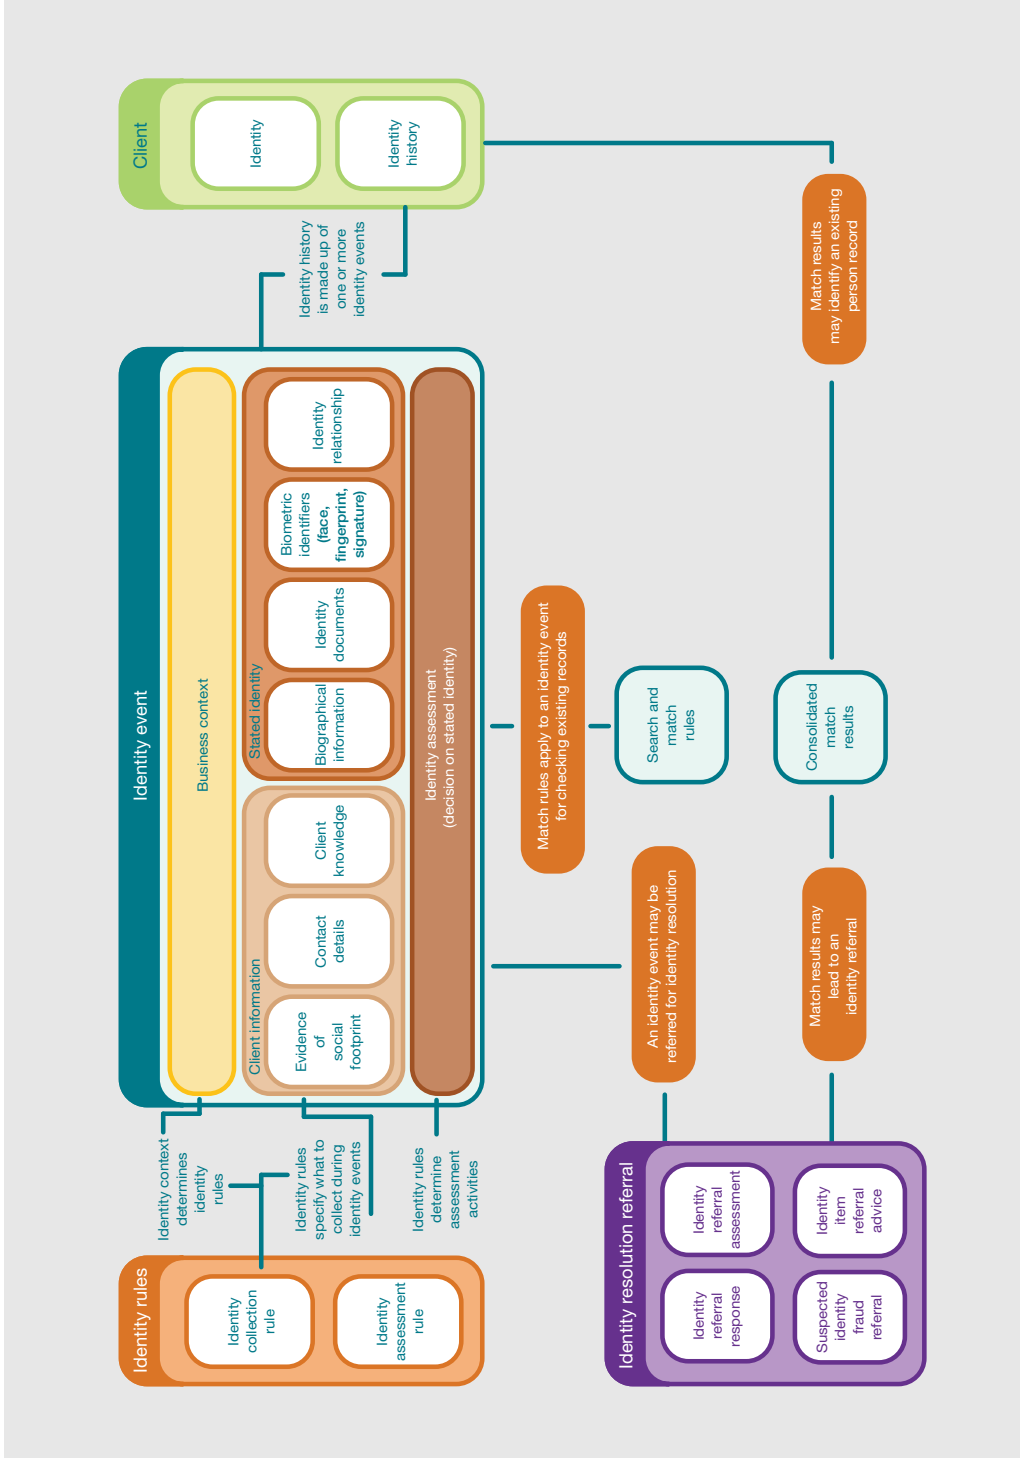 Identity rules
Identity
collection
rule
Identity
assessment
rule
Identity context
determines
identity
rules
Identity rules
specify what to
collect during
identity events
Identity rules
determine
assessment
activities
Identity event
Business context
Client information
Evidence
of
social
footprint
Contact
details
Client
knowledge
Stated identity
Biographical
information
Identity
documents
Biometric
identifiers
(face,
fingerprint,
signature)
Identity
relationship
Identity assessment
(decision on stated identity)
Identity history
is made up of
one or more
identity events
Client
Identity
Identity
history
Match rules apply to an identity event
for checking existing records
Search and
match
rules
An identity event may be
referred for identity resolution
Identity resolution referral
Identity
referral
response
Identity
referral
assessment
Suspected
identity
fraud
referral
Identity
item
referral
advice
Match results may
lead to an
identity referral
Consolidated
match
results
Match results
may identify an existing
person record